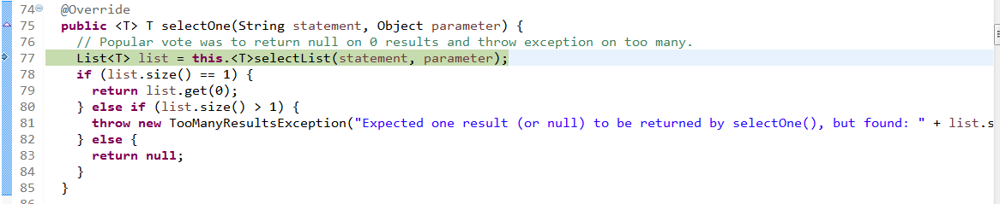 74 @Override
75 public <T> T selectOne(String statement, Object parameter) {
76 // Popular vote was to return null on 0 results and throw exception on too many.
77 List<T> list = this.<T>selectList(statement, parameter);
78 if (list.size() == 1) {
79 return list.get(0);
80 } else if (list.size() > 1) {
81 throw new TooManyResultsException("Expected one result (or null) to be returned by selectOne(), but found: " + list.s
82 } else {
83 return null;
84 }
85 }
86